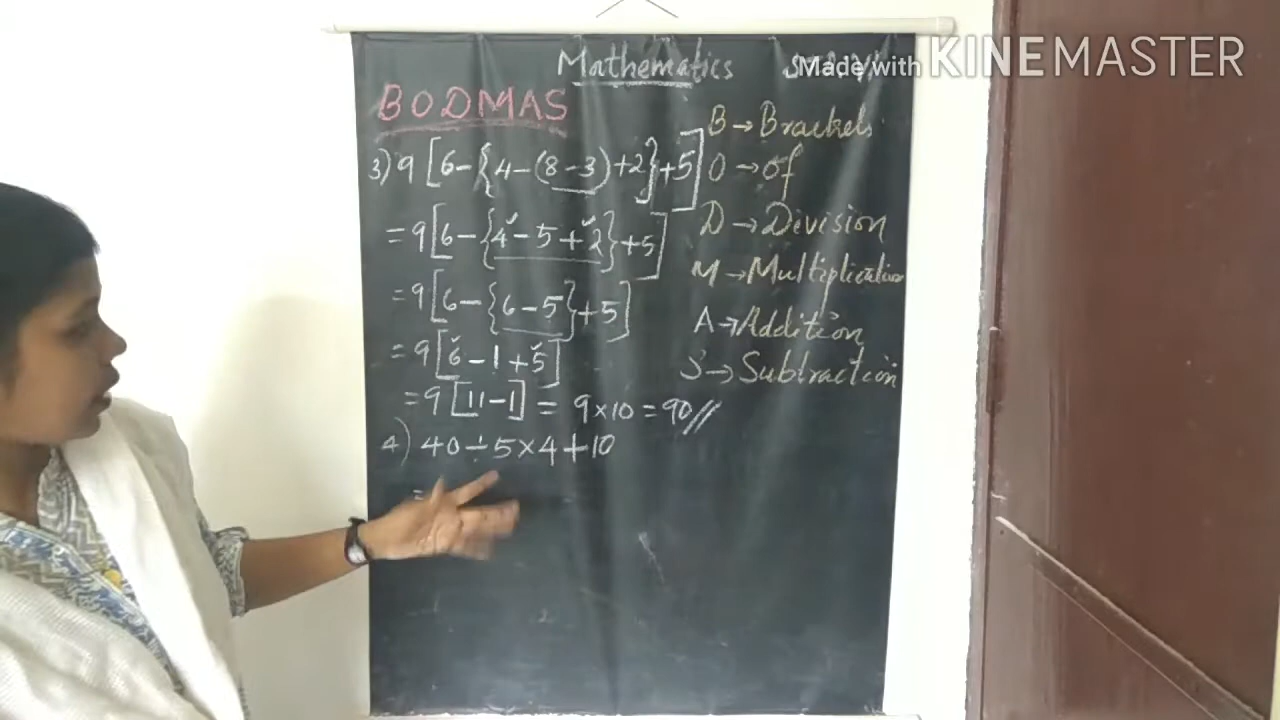 Mathematics
Made with KINEMASTER
BODMAS
3) 9[6-{4-(8-3)+2}+5]
=9[6-{4-5+2}+5]
=9[6-{6-5}+5]
=9[6-1+5]
=9[11-1] = 9×10 = 90//
4) 40÷5×4+10
=
B→Brackets
O→of
D→Division
M→Multiplication
A→Addition
S→Subtraction